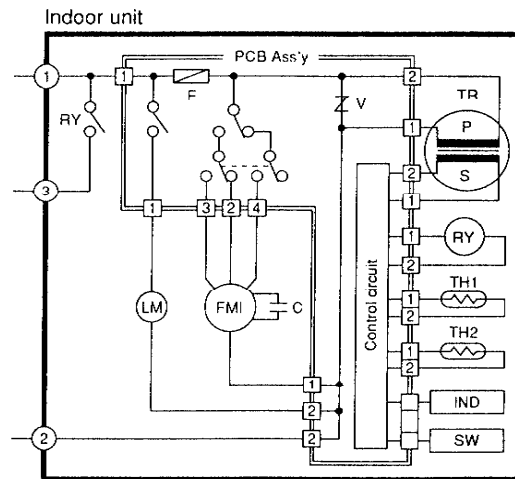 Indoor unit
PCB Ass'y
1
1
F
2
TR
RY
V
1
P
3
2
S
1
3
2
4
1
1
RY
2
LM
FMI
C
Control circuit
1
TH1
2
1
TH2
2
1
2
IND
2
2
SW